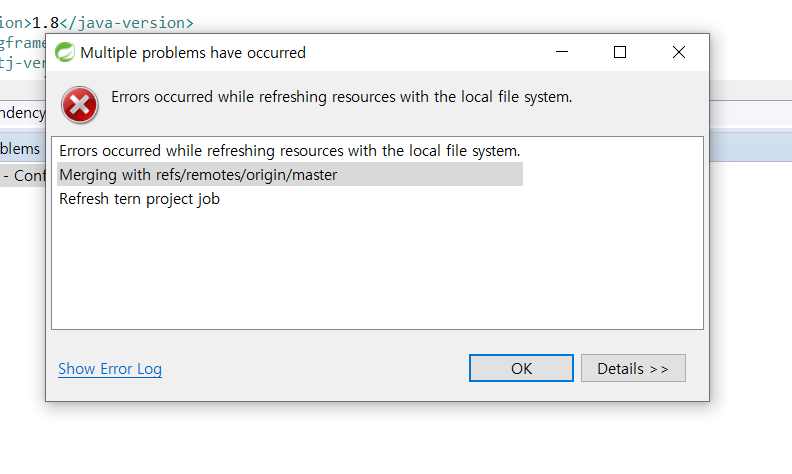 ion>1.8</java-version>
gframe
tj-ver
Multiple problems have occurred
Errors occurred while refreshing resources with the local file system.
ndency
blems
Errors occurred while refreshing resources with the local file system.
- Conf
Merging with refs/remotes/origin/master
Refresh tern project job
Show Error Log
OK
Details >>